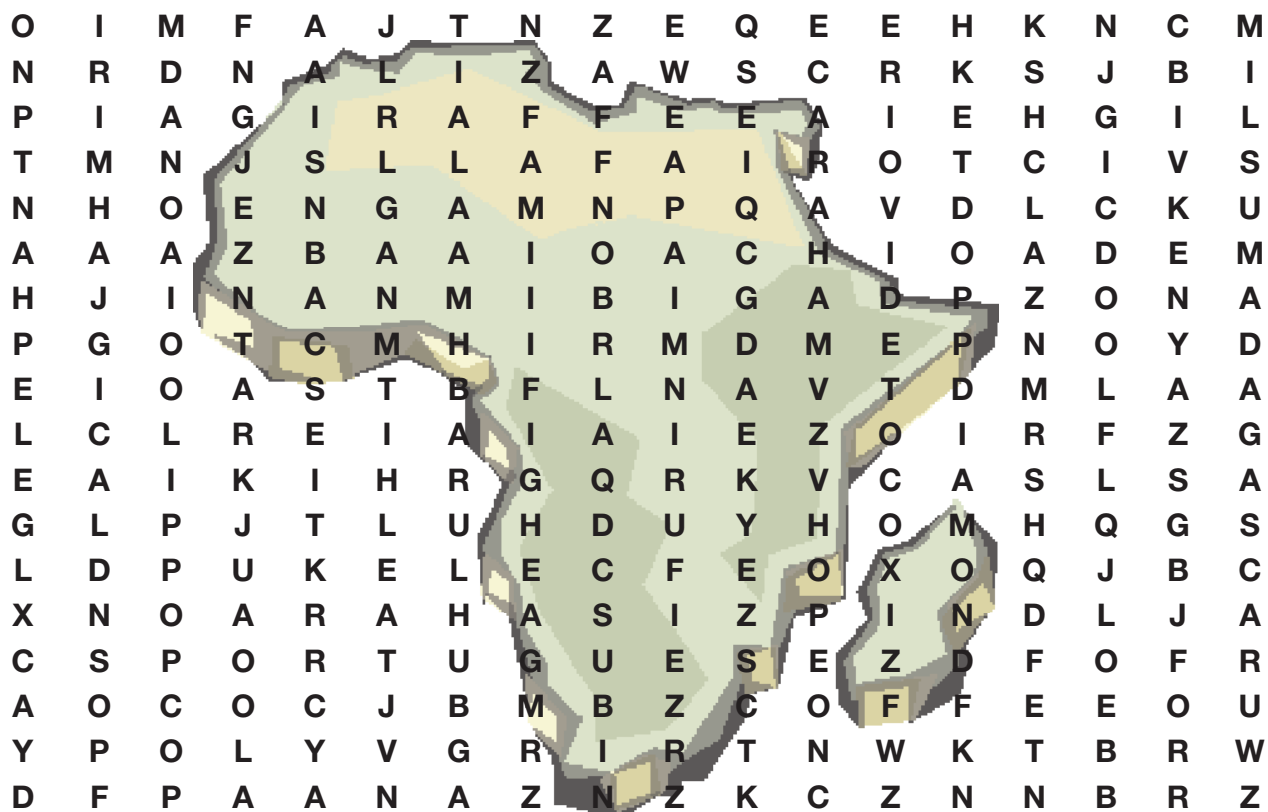 O I M F A J T N Z E Q E E H K N C M
N R D N A L I Z A W S C R K S J B I
P I A G I R A F F E E A I E H G I L
T M N J S L L A F A I R O T C I V S
N H O E N G A M N P Q A V D L C K U
A A A Z B A A I O A C H I O A D E M
H J I N A N M I B I G A D P Z O N A
P G O T C M H I R M D M E P N O Y D
E I O A S T B F L N A V T D M L A A
L C L R E I A I A I E Z O I R F Z G
E A I K I H R G Q R K V C A S L S A
G L P J T L U H D U Y H O M H Q G S
L D P U K E L E C F E O X O Q J B C
X N O A R A H A S I Z P I N D L J A
C S P O R T U G U E S E Z D F O F R
A O C O C J B M B Z C O F F E E O U
Y P O L Y V G R I R T N W K T B R W
D F P A A N A Z N Z K C Z N N B R Z